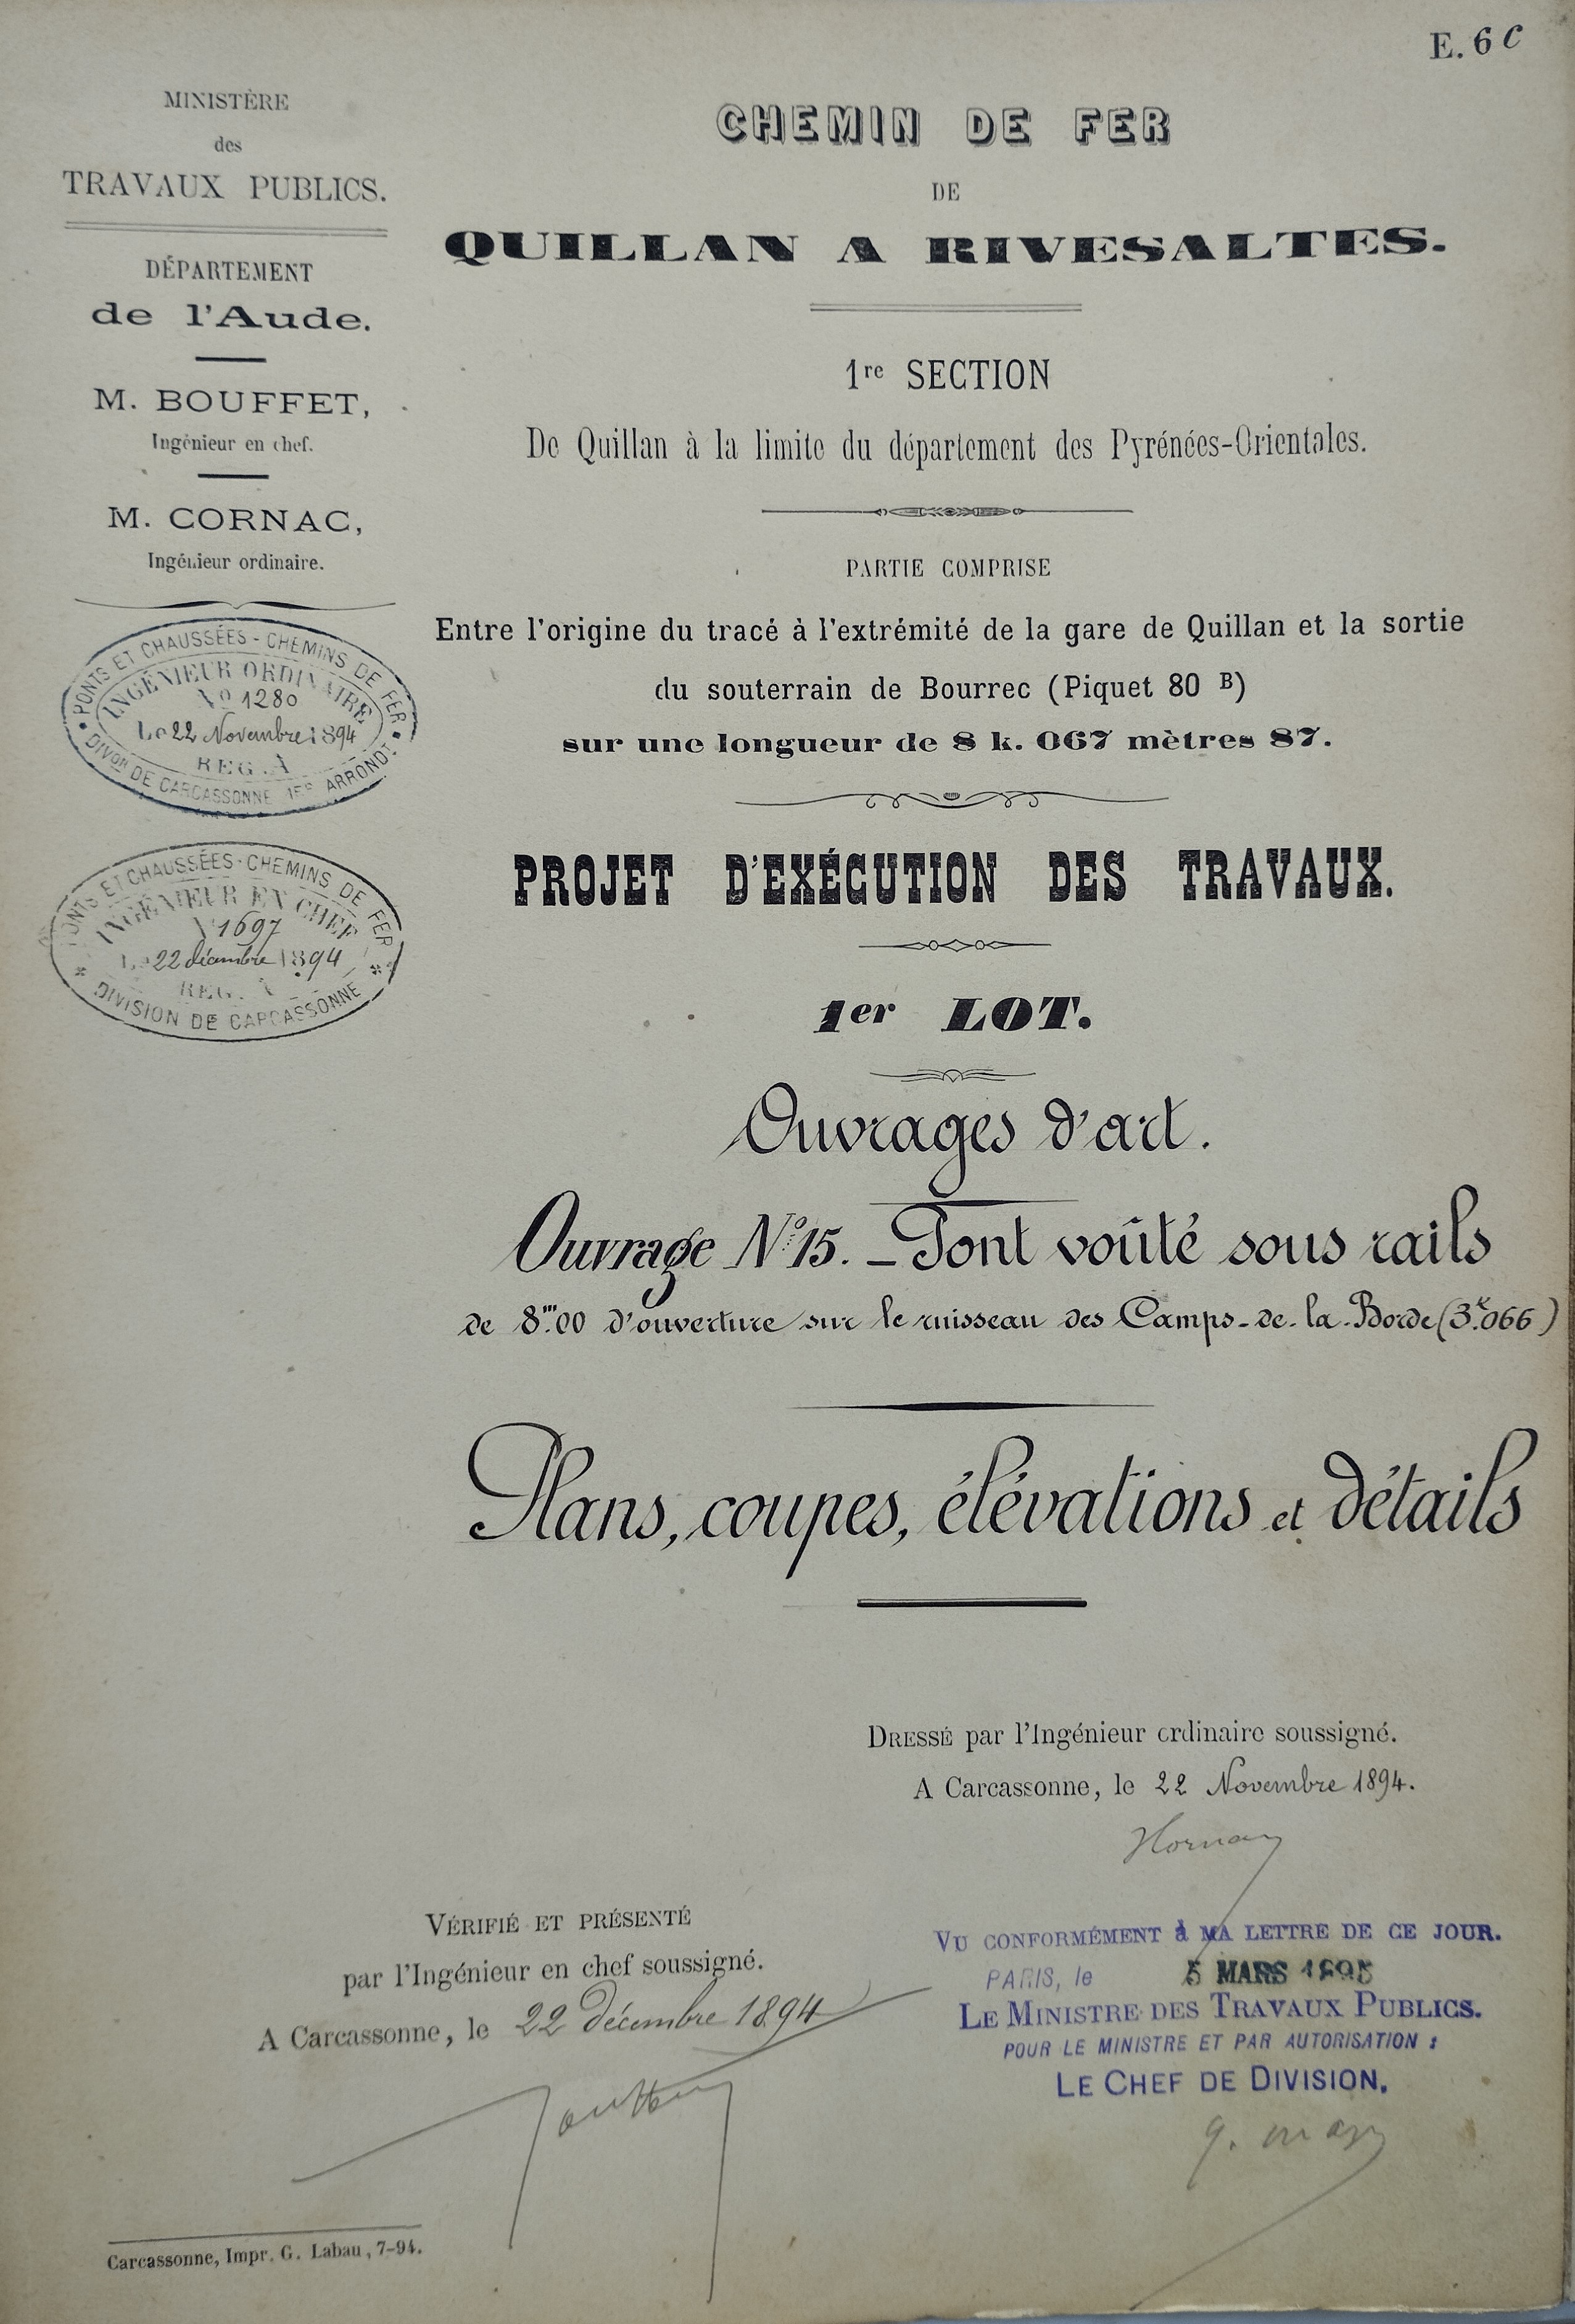 E. 6 C
MINISTÈRE
des
TRAVAUX PUBLICS.
DÉPARTEMENT
de l'Aude.
M. BOUFFET,
Ingénieur en chef.
M. CORNAC,
Ingénieur ordinaire.
PONTS ET CHAUSSÉES - CHEMINS DE FER
INGÉNIEUR ORDINAIRE
No 1280
Le 22 Novembre 1894
REG. A
DIVon DE CARCASSONNE 1ER ARRONDT
PONTS ET CHAUSSÉES - CHEMINS DE FER
INGÉNIEUR EN CHEF
N 1697
Le 22 décembre 1894
REG. A
DIVISION DE CARCASSONNE
CHEMIN DE FER
DE
QUILLAN A RIVESALTES.
1re SECTION
De Quillan à la limite du département des Pyrénées-Orientales.
PARTIE COMPRISE
Entre l'origine du tracé à l'extrémité de la gare de Quillan et la sortie
du souterrain de Bourrec (Piquet 80 B)
sur une longueur de 8 k. 067 mètres 87.
PROJET D'EXÉCUTION DES TRAVAUX.
1er LOT.
Ouvrages d'art.
Ouvrage No 15. - Pont voûté sous rails
de 8m.00 d'ouverture sur le ruisseau des Camps-de-la-Borde (3k.066)
Plans, coupes, élévations et détails
DRESSÉ par l'Ingénieur ordinaire soussigné.
A Carcassonne, le 22 Novembre 1894.
VÉRIFIÉ ET PRÉSENTÉ
par l'Ingénieur en chef soussigné.
A Carcassonne, le 22 décembre 1894
VU CONFORMÉMENT à MA LETTRE DE CE JOUR.
PARIS, le 5 MARS 1895
LE MINISTRE DES TRAVAUX PUBLICS.
POUR LE MINISTRE ET PAR AUTORISATION :
LE CHEF DE DIVISION,
Carcassonne, Impr. G. Labau, 7-94.